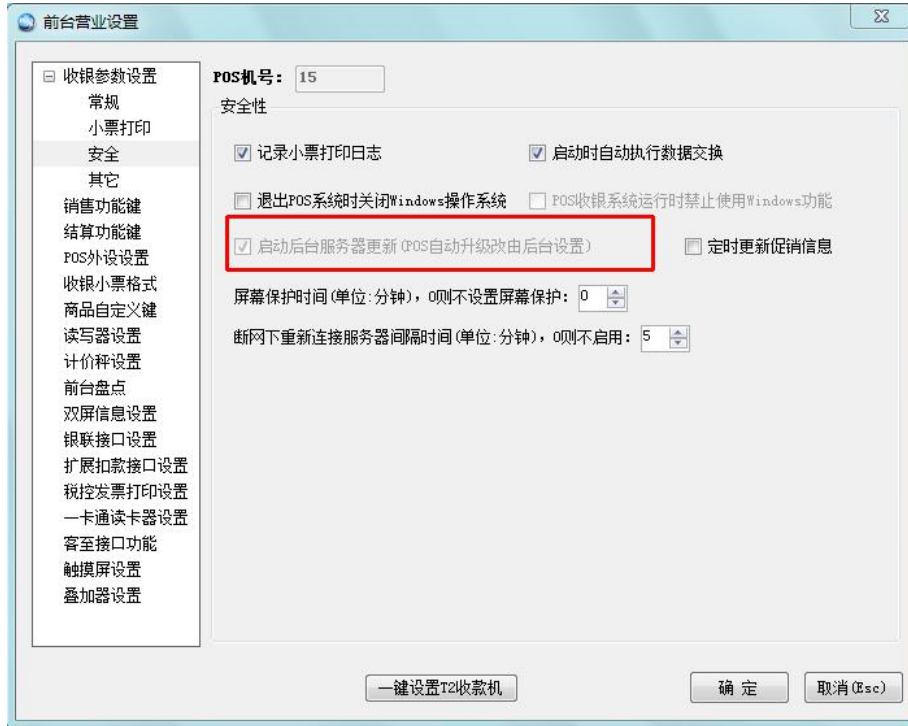 前台营业设置
收银参数设置
常规
小票打印
安全
其它
销售功能键
结算功能键
POS外设设置
收银小票格式
商品自定义键
读写器设置
计价秤设置
前台盘点
双屏信息设置
银联接口设置
扩展扣款接口设置
税控发票打印设置
一卡通读卡器设置
客至接口功能
触摸屏设置
叠加器设置
POS机号： 15
安全性
记录小票打印日志 启动时自动执行数据交换
退出POS系统时关闭Windows操作系统 POS收银系统运行时禁止使用Windows功能
启动后台服务器更新(POS自动升级改由后台设置) 定时更新促销信息
屏幕保护时间(单位:分钟)，0则不设置屏幕保护： 0
断网下重新连接服务器间隔时间(单位:分钟)，0则不启用： 5
一键设置T2收款机 确 定 取消(Esc)